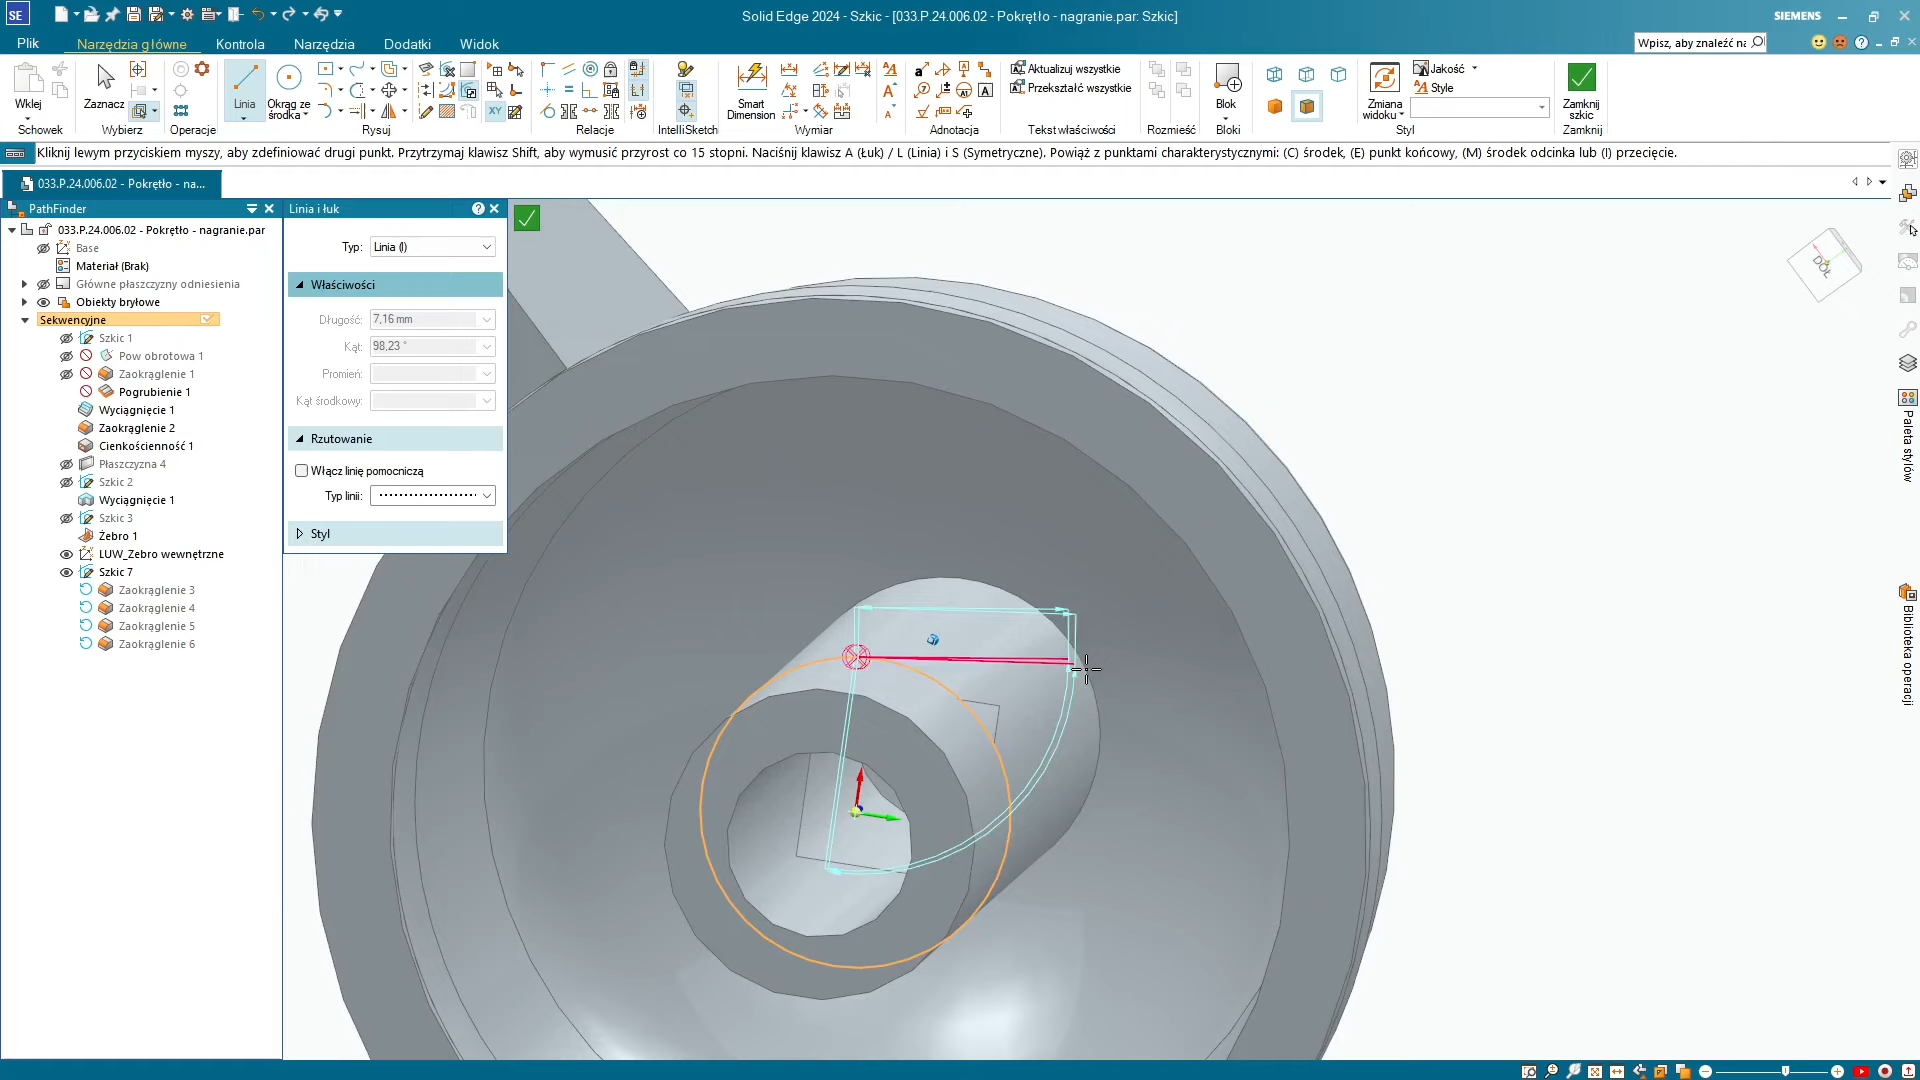 SE
Solid Edge 2024 - Szkic - [033.P.24.006.02 - Pokrętło - nagranie.par: Szkic]
SIEMENS
Plik
Narzędzia główne
Kontrola
Narzędzia
Dodatki
Widok
Wpisz, aby znaleźć na
Wklej
Schowek
Zaznacz
Wybierz
Operacje
Linia
Okrąg ze środka
Rysuj
Relacje
IntelliSketch
Smart Dimension
Wymiar
Adnotacja
Aktualizuj wszystkie
Przekształć wszystkie
Tekst właściwości
Rozmieść
Blok
Bloki
Zmiana widoku
Jakość
Style
Styl
Zamknij szkic
Zamknij
Kliknij lewym przyciskiem myszy, aby zdefiniować drugi punkt. Przytrzymaj klawisz Shift, aby wymusić przyrost co 15 stopni. Naciśnij klawisz A (Łuk) / L (Linia) i S (Symetryczne). Powiąż z punktami charakterystycznymi: (C) środek, (E) punkt końcowy, (M) środek odcinka lub (I) przecięcie.
033.P.24.006.02 - Pokrętło - na...
PathFinder
033.P.24.006.02 - Pokrętło - nagranie.par
Base
Materiał (Brak)
Główne płaszczyzny odniesienia
Obiekty bryłowe
Sekwencyjne
Szkic 1
Pow obrotowa 1
Zaokrąglenie 1
Pogrubienie 1
Wyciągnięcie 1
Zaokrąglenie 2
Cienkościenność 1
Płaszczyzna 4
Szkic 2
Wyciągnięcie 1
Szkic 3
Żebro 1
LUW_Zebro wewnętrzne
Szkic 7
Zaokrąglenie 3
Zaokrąglenie 4
Zaokrąglenie 5
Zaokrąglenie 6
Linia i łuk
Typ: Linia (l)
Właściwości
Długość: 7,16 mm
Kąt: 98,23 °
Promień:
Kąt środkowy:
Rzutowanie
Włącz linię pomocniczą
Typ linii:
Styl
DÓŁ
Paleta stylów
Biblioteka operacji